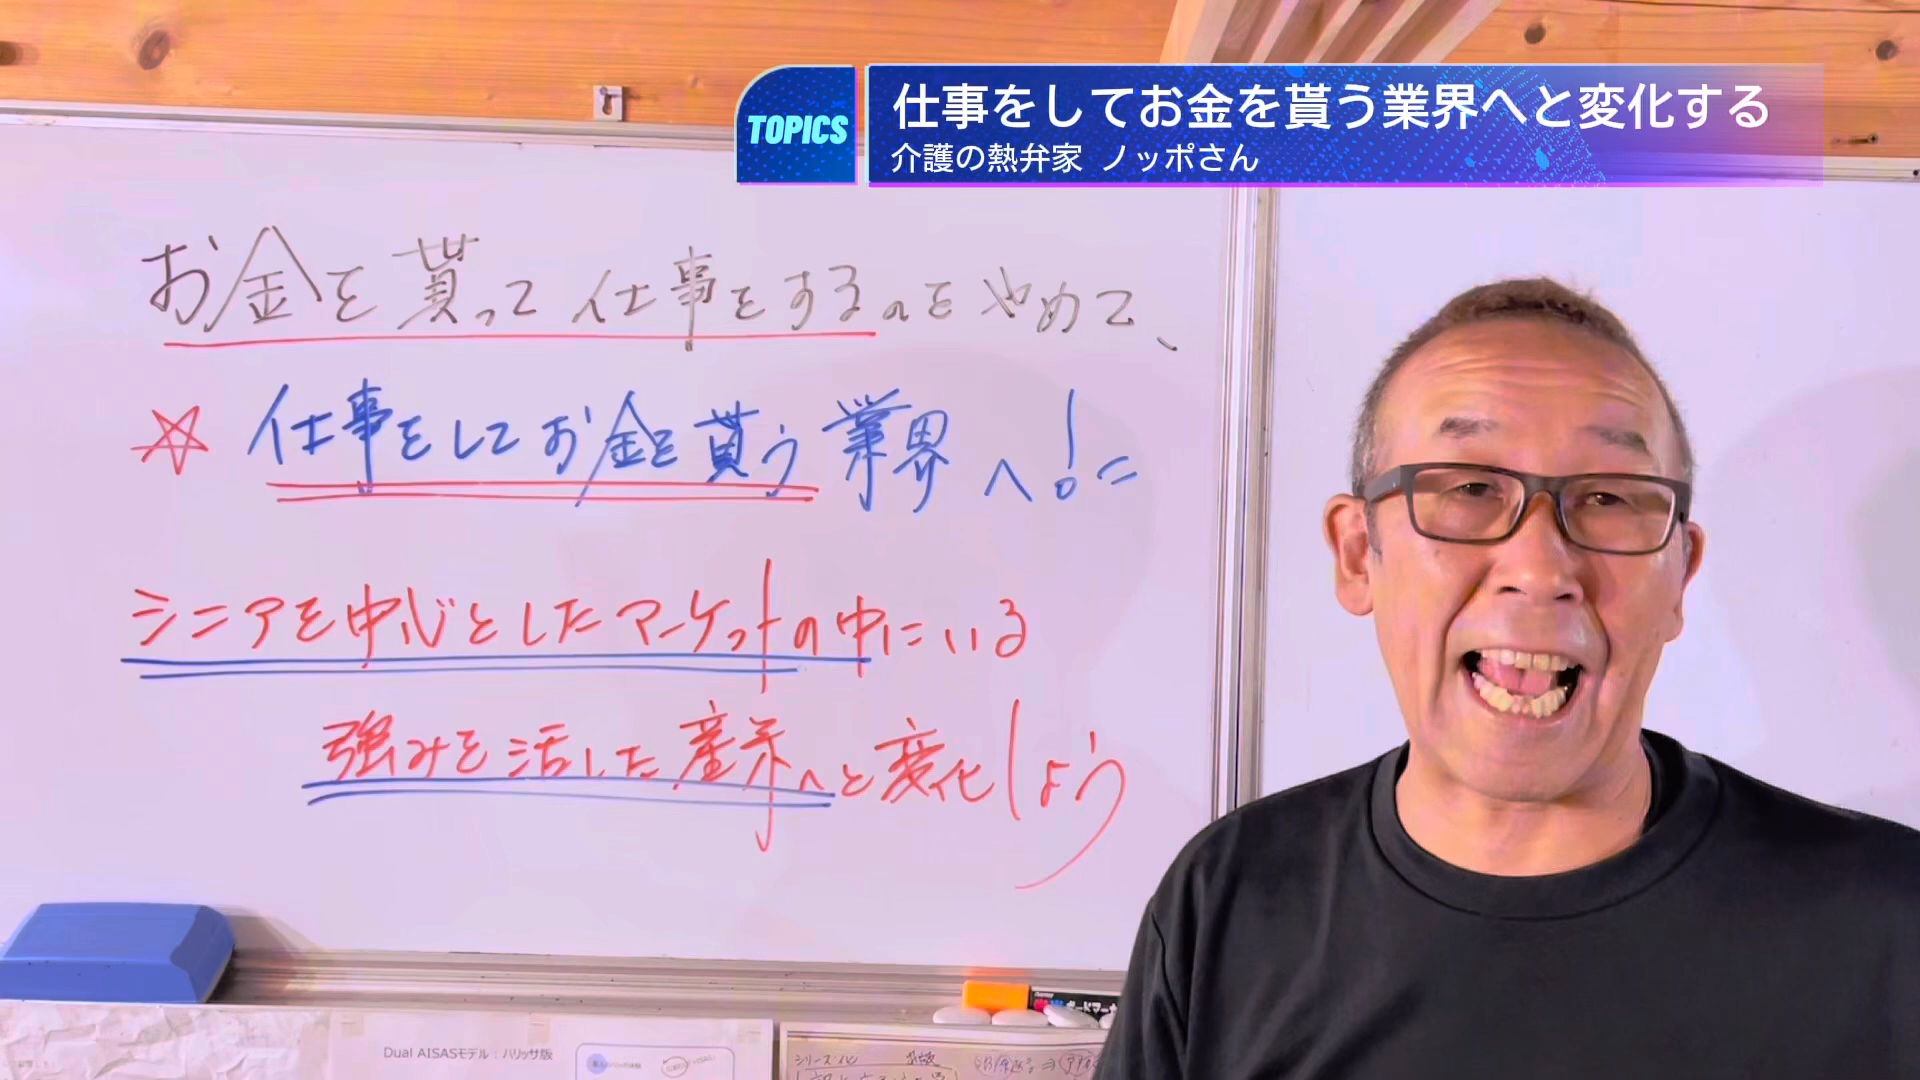 TOPICS
仕事をしてお金を貰う業界へと変化する
介護の熱弁家 ノッポさん
お金を貰って仕事をするのをやめて、
☆ 仕事をしてお金を貰う業界へ!=
シニアを中心としたマーケットの中にいる
強みを活した産業へと変化しよう
Dual AISASモデル:ハリッサ版
シリーズ化